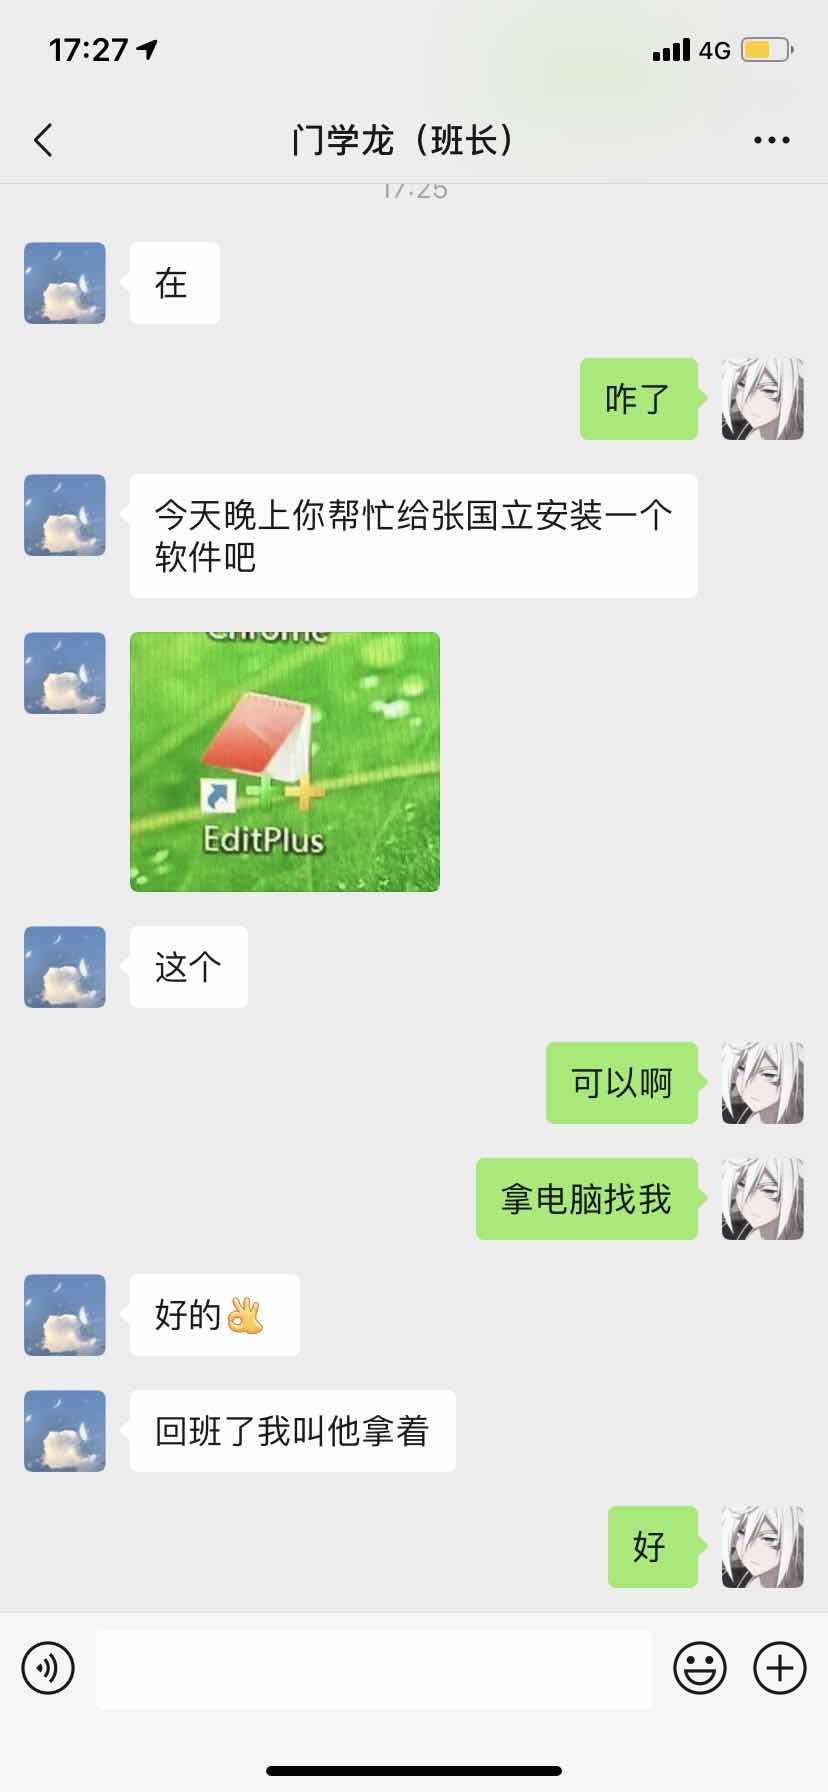 17:27
4G
门学龙（班长）
17:25
在
咋了
今天晚上你帮忙给张国立安装一个
软件吧
Chrome
EditPlus
这个
可以啊
拿电脑找我
好的👌
回班了我叫他拿着
好